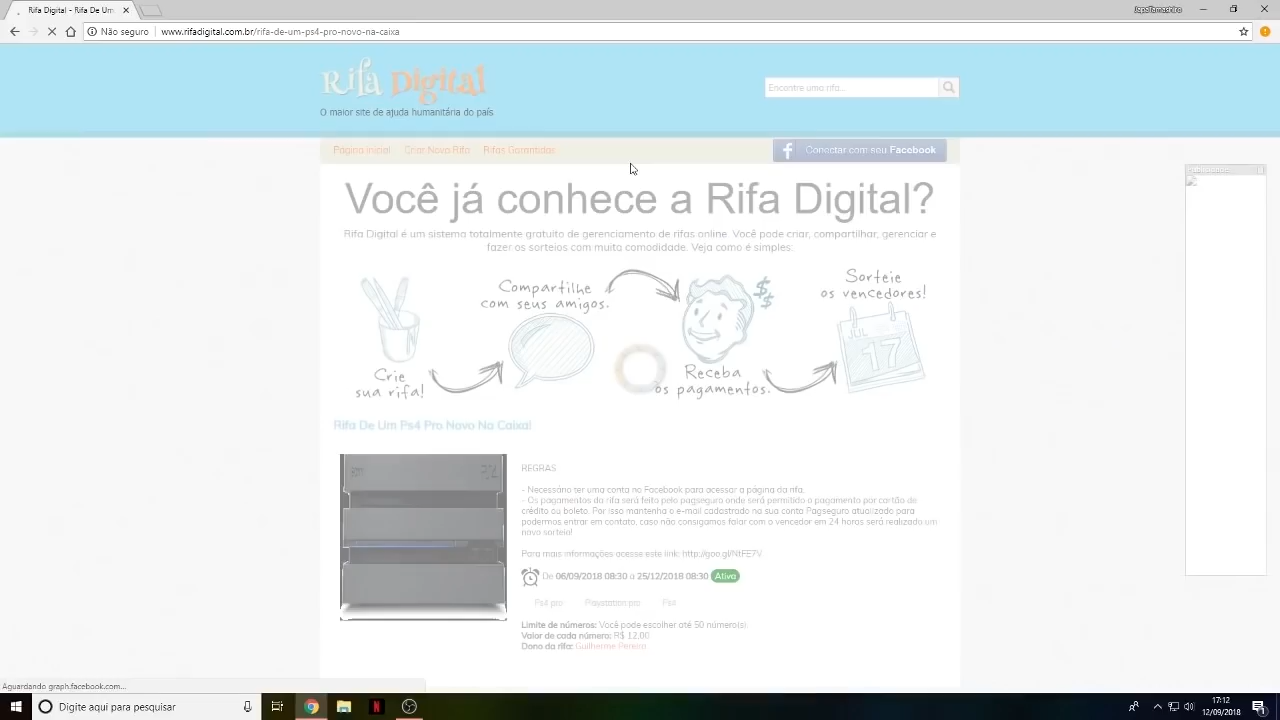 Rifa Digital - Rifa De Um
JapaTamashiro
Não seguro
www.rifadigital.com.br/rifa-de-um-ps4-pro-novo-na-caixa
Rifa Digital
O maior site de ajuda humanitária do país
Encontre uma rifa...
Página inicial
Criar Nova Rifa
Rifas Garantidas
Conectar com seu Facebook
Você já conhece a Rifa Digital?
Rifa Digital é um sistema totalmente gratuito de gerenciamento de rifas online. Você pode criar, compartilhar, gerenciar e
fazer os sorteios com muita comodidade. Veja como é simples:
Crie
sua rifa!
Compartilhe
com seus amigos.
Receba
os pagamentos.
Sorteie
os vencedores!
JUL
17
Rifa De Um Ps4 Pro Novo Na Caixa!
REGRAS
- Necessário ter uma conta no Facebook para acessar a página da rifa.
- Os pagamentos da rifa será feito pelo pagseguro onde será permitido o pagamento por cartão de
crédito ou boleto. Por isso mantenha o e-mail cadastrado na sua conta Pagseguro atualizado para
podermos entrar em contato, caso não consigamos falar com o vencedor em 24 horas será realizado um
novo sorteio!
Para mais informações acesse este link: http://goo.gl/NtFE7V
De 06/09/2018 08:30 a 25/12/2018 08:30 Ativa
Ps4 pro
Playstation pro
Ps4
Limite de números: Você pode escolher até 50 número(s)
Valor de cada número: R$ 12,00
Dono da rifa: Guilherme Pereira
Aguardando graph.facebook.com...
Digite aqui para pesquisar
17:12
12/09/2018